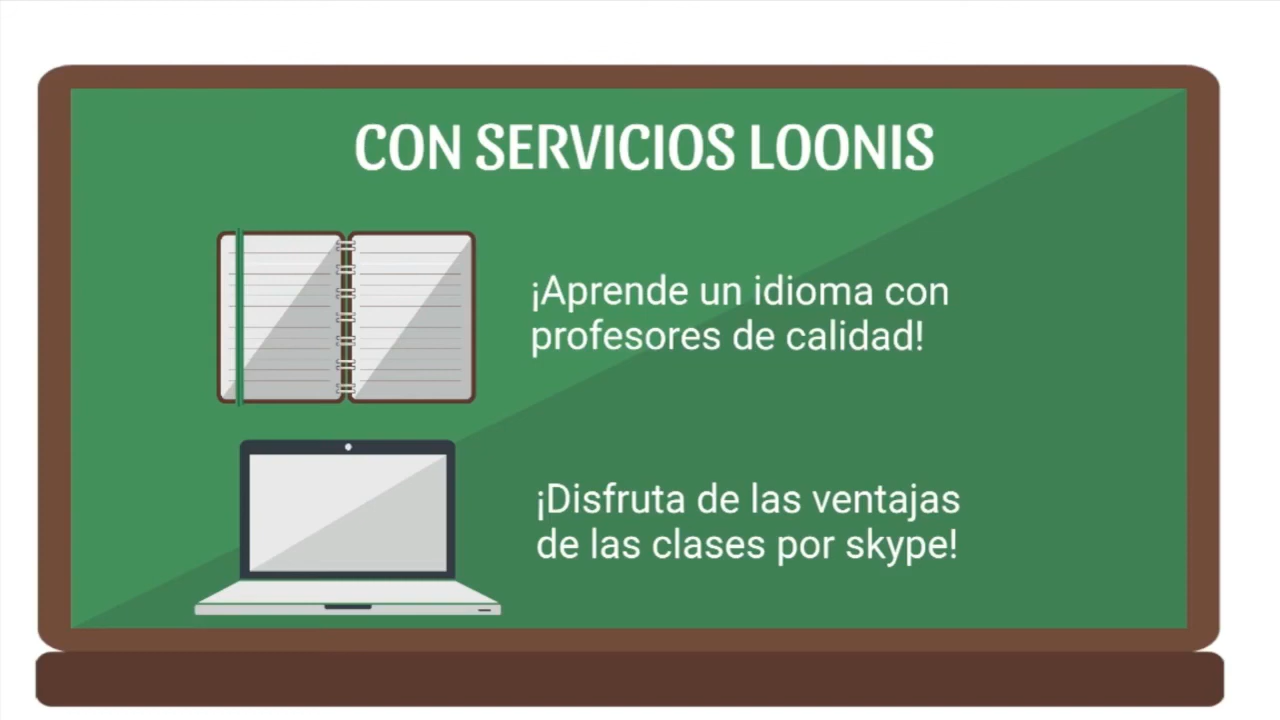 CON SERVICIOS LOONIS
¡Aprende un idioma con
profesores de calidad!
¡Disfruta de las ventajas
de las clases por skype!